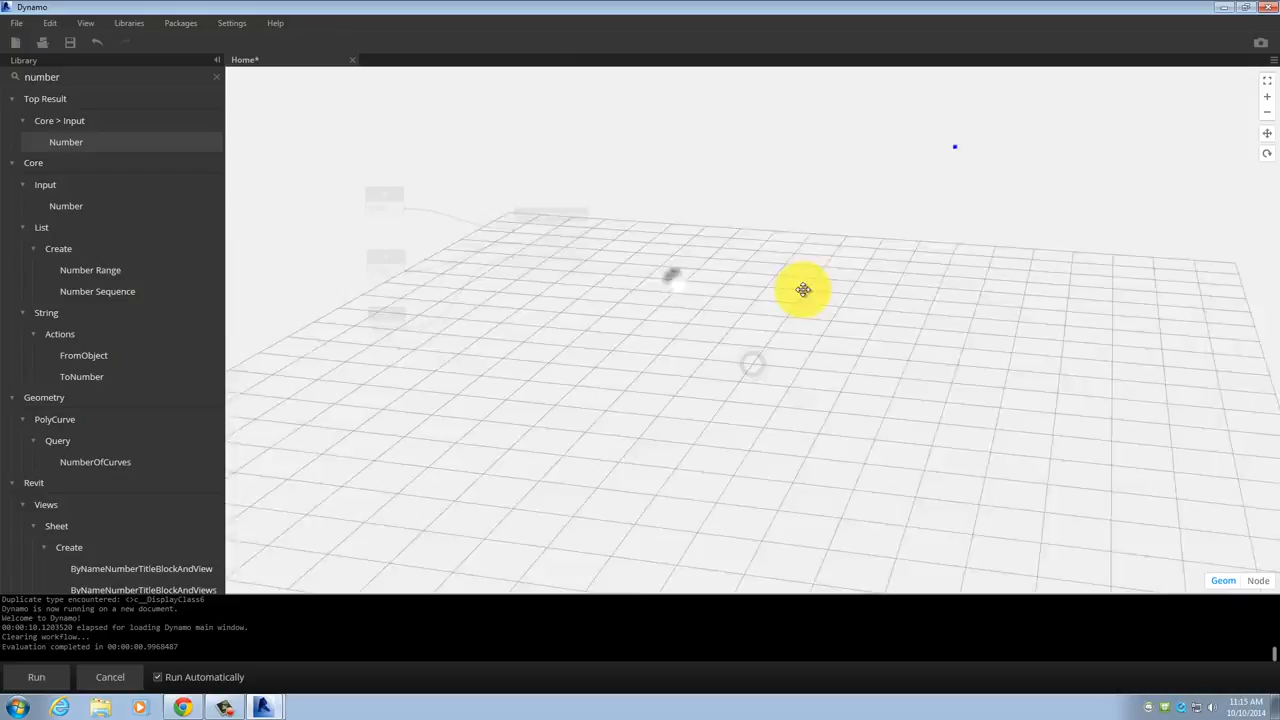 Dynamo
File Edit View Libraries Packages Settings Help
Library
Home*
number
Top Result
Core > Input
Number
Core
Input
Number
List
Create
Number Range
Number Sequence
String
Actions
FromObject
ToNumber
Geometry
PolyCurve
Query
NumberOfCurves
Revit
Views
Sheet
Create
ByNameNumberTitleBlockAndView
ByNameNumberTitleBlockAndViews
Geom Node
Duplicate type encountered: <>c__DisplayClass6
Dynamo is now running on a new document.
Welcome to Dynamo!
00:00:10.1203520 elapsed for loading Dynamo main window.
Clearing workflow...
Evaluation completed in 00:00:00.9968487
Run Cancel Run Automatically
11:15 AM
10/10/2014